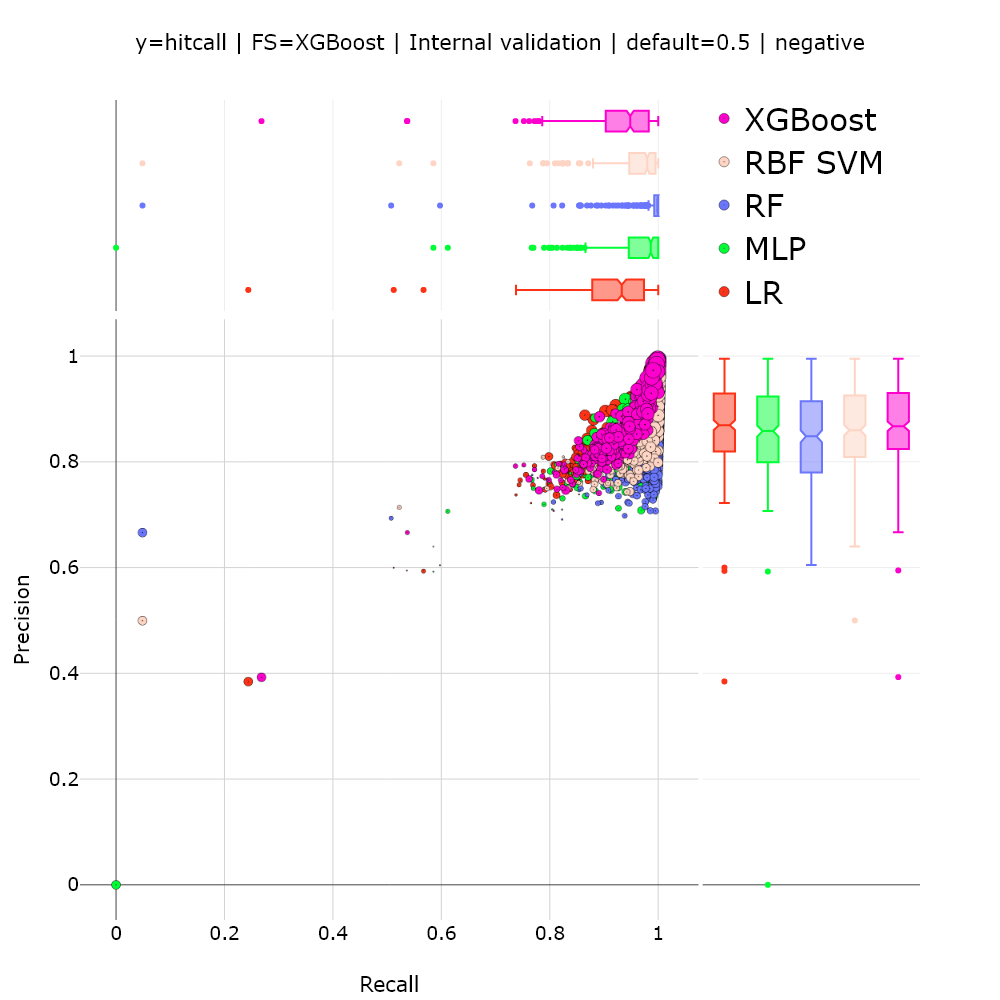 y=hitcall | FS=XGBoost | Internal validation | default=0.5 | negative
XGBoost
RBF SVM
RF
MLP
LR
1
0.8
0.6
0.4
0.2
0
Precision
0 0.2 0.4 0.6 0.8 1
Recall